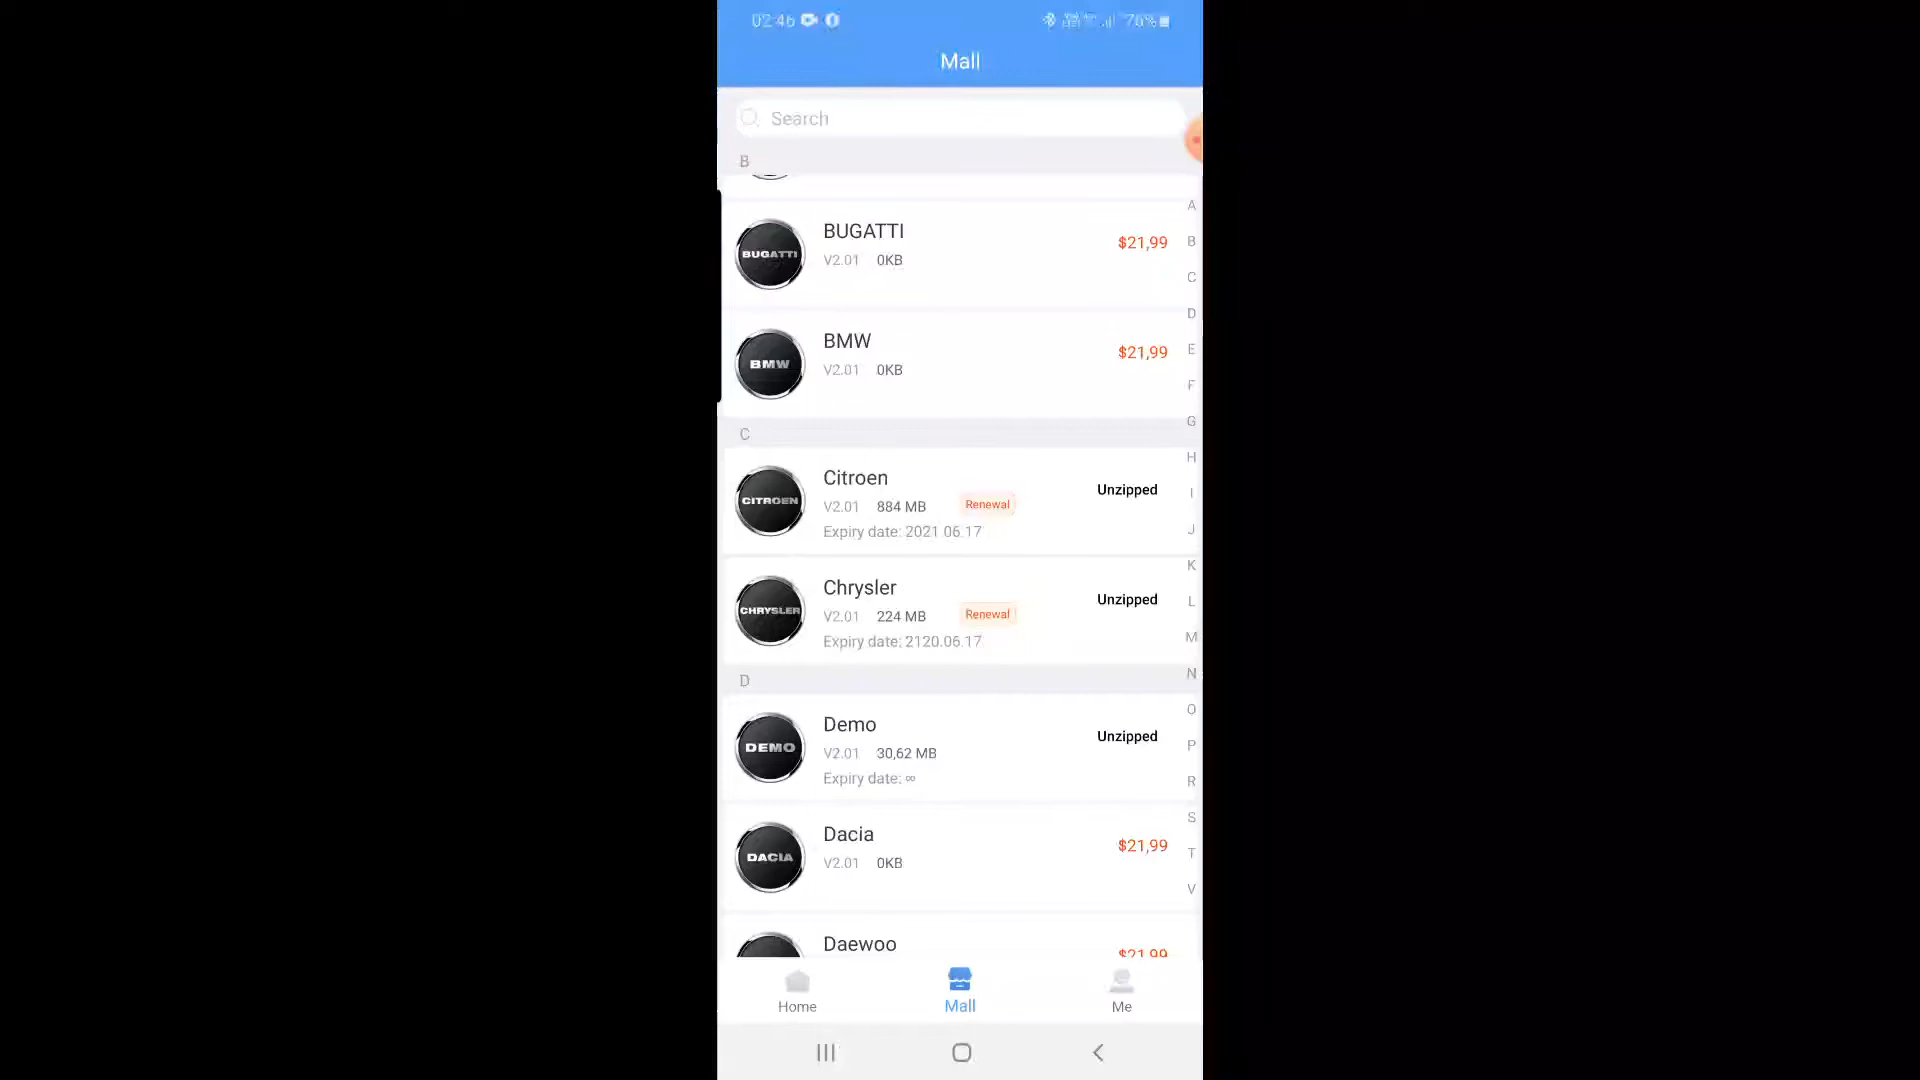 02:46
76%
Mall
Search
B
BUGATTI
BUGATTI
V2.01 0KB
$21,99
BMW
BMW
V2.01 0KB
$21,99
C
CITROEN
Citroen
V2.01 884 MB Renewal
Expiry date: 2021.06.17
Unzipped
CHRYSLER
Chrysler
V2.01 224 MB Renewal
Expiry date: 2120.06.17
Unzipped
D
DEMO
Demo
V2.01 30,62 MB
Expiry date: ∞
Unzipped
DACIA
Dacia
V2.01 0KB
$21,99
Daewoo
$21,99
A
B
C
D
E
F
G
H
I
J
K
L
M
N
O
P
R
S
T
V
Home
Mall
Me